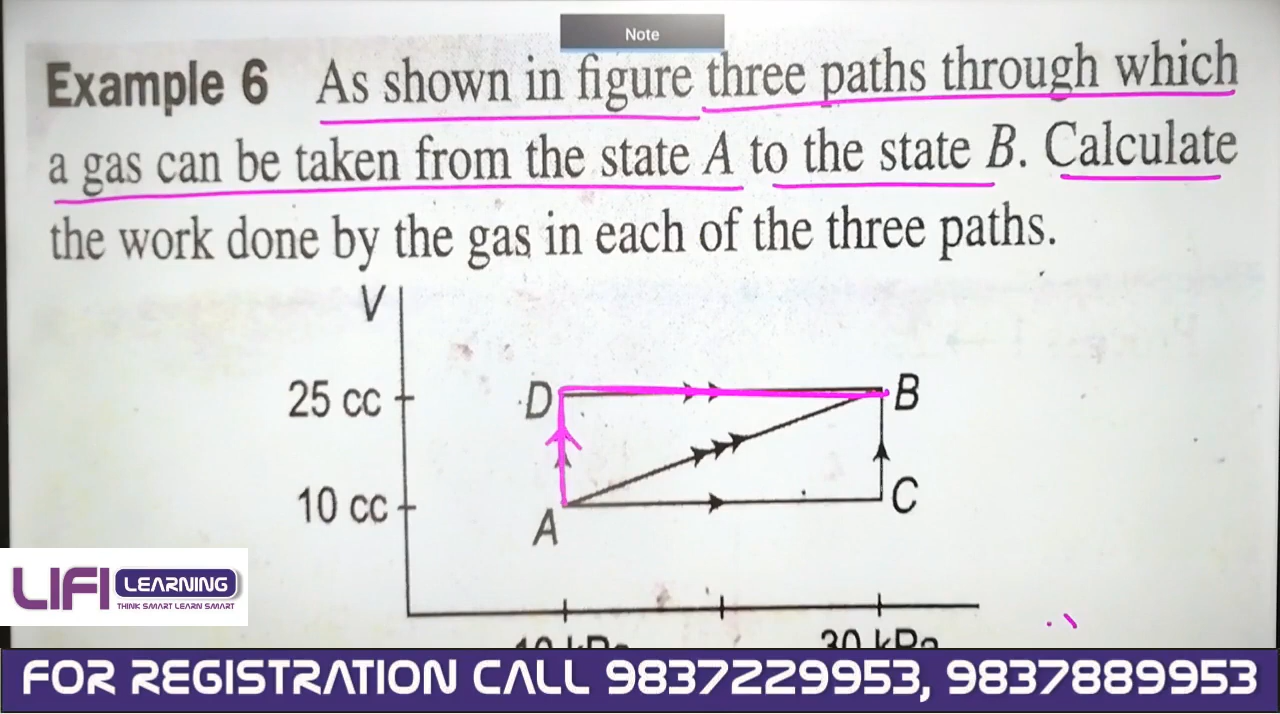 Note
Example 6 As shown in figure three paths through which
a gas can be taken from the state A to the state B. Calculate
the work done by the gas in each of the three paths.
V
25 cc
D
B
10 cc
A
C
30 kPa
LIFI LEARNING
THINK SMART LEARN SMART
FOR REGISTRATION CALL 9837229953, 9837889953